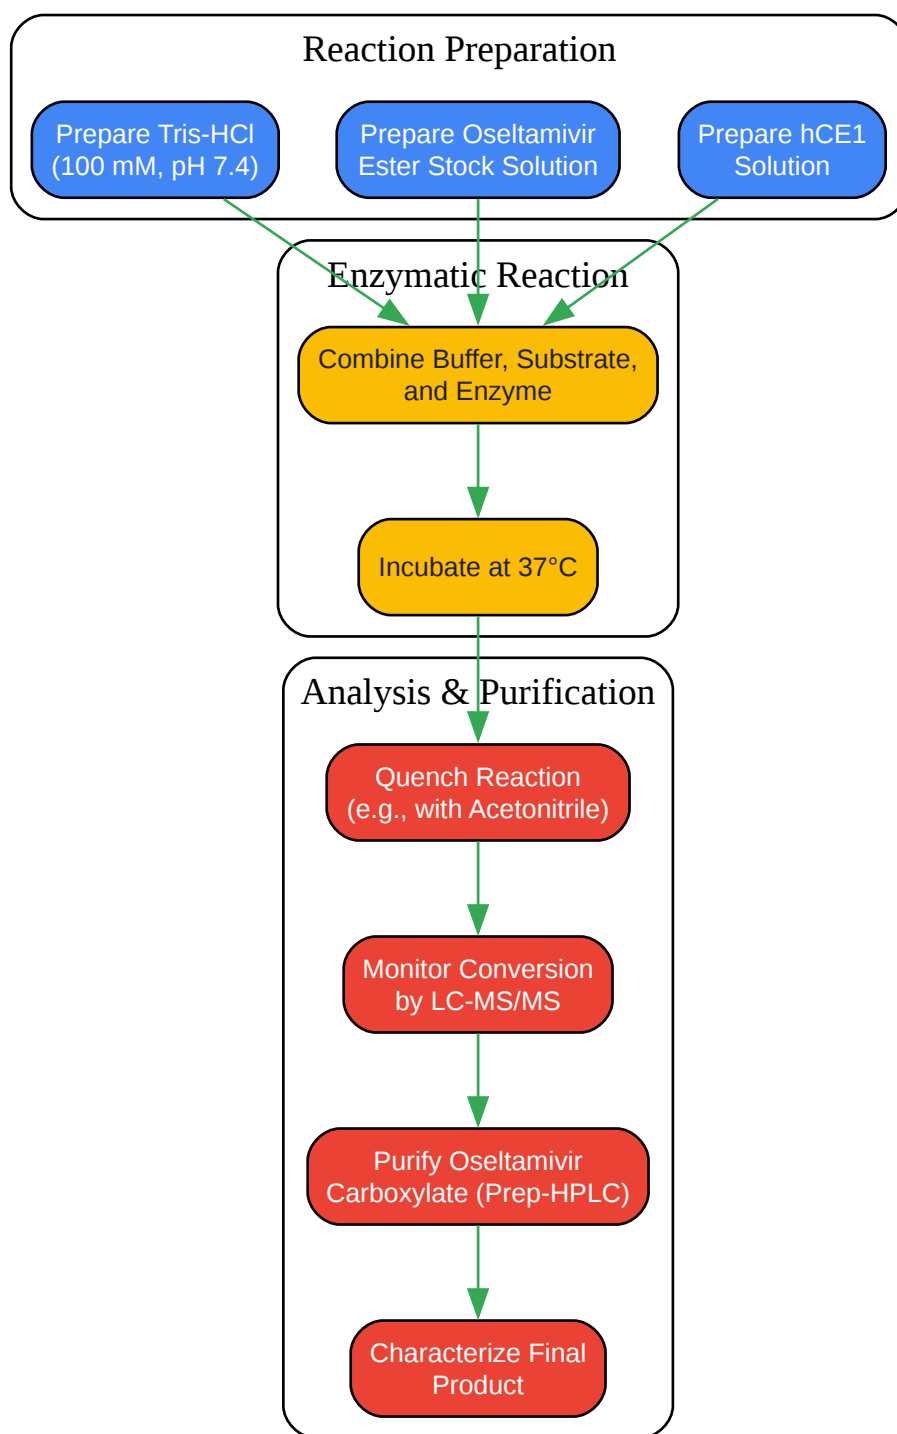 Reaction Preparation
Prepare Tris-HCl
(100 mM, pH 7.4)
Prepare Oseltamivir
Ester Stock Solution
Prepare hCE1
Solution
Enzymatic Reaction
Combine Buffer, Substrate,
and Enzyme
Incubate at 37°C
Analysis & Purification
Quench Reaction
(e.g., with Acetonitrile)
Monitor Conversion
by LC-MS/MS
Purify Oseltamivir
Carboxylate (Prep-HPLC)
Characterize Final
Product